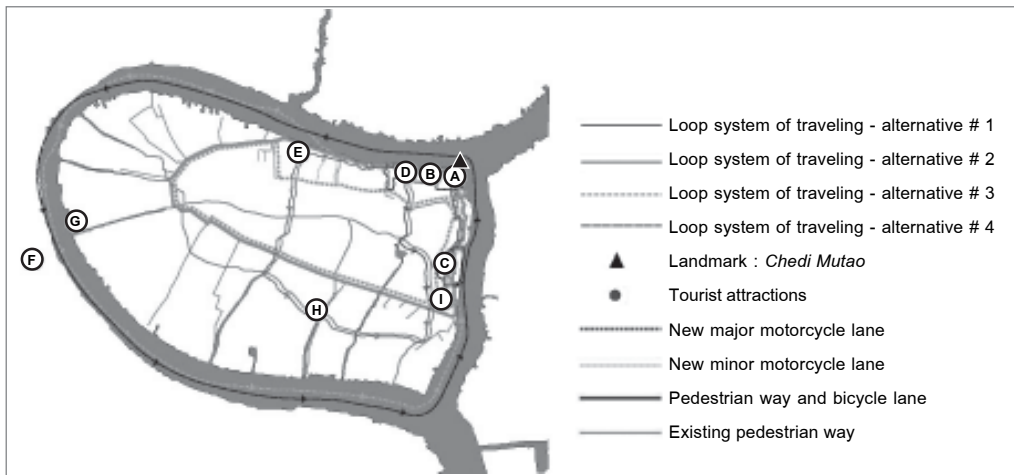 E
D
B
A
G
C
F
I
H
Loop system of traveling - alternative # 1
Loop system of traveling - alternative # 2
Loop system of traveling - alternative # 3
Loop system of traveling - alternative # 4
Landmark : Chedi Mutao
Tourist attractions
New major motorcycle lane
New minor motorcycle lane
Pedestrian way and bicycle lane
Existing pedestrian way